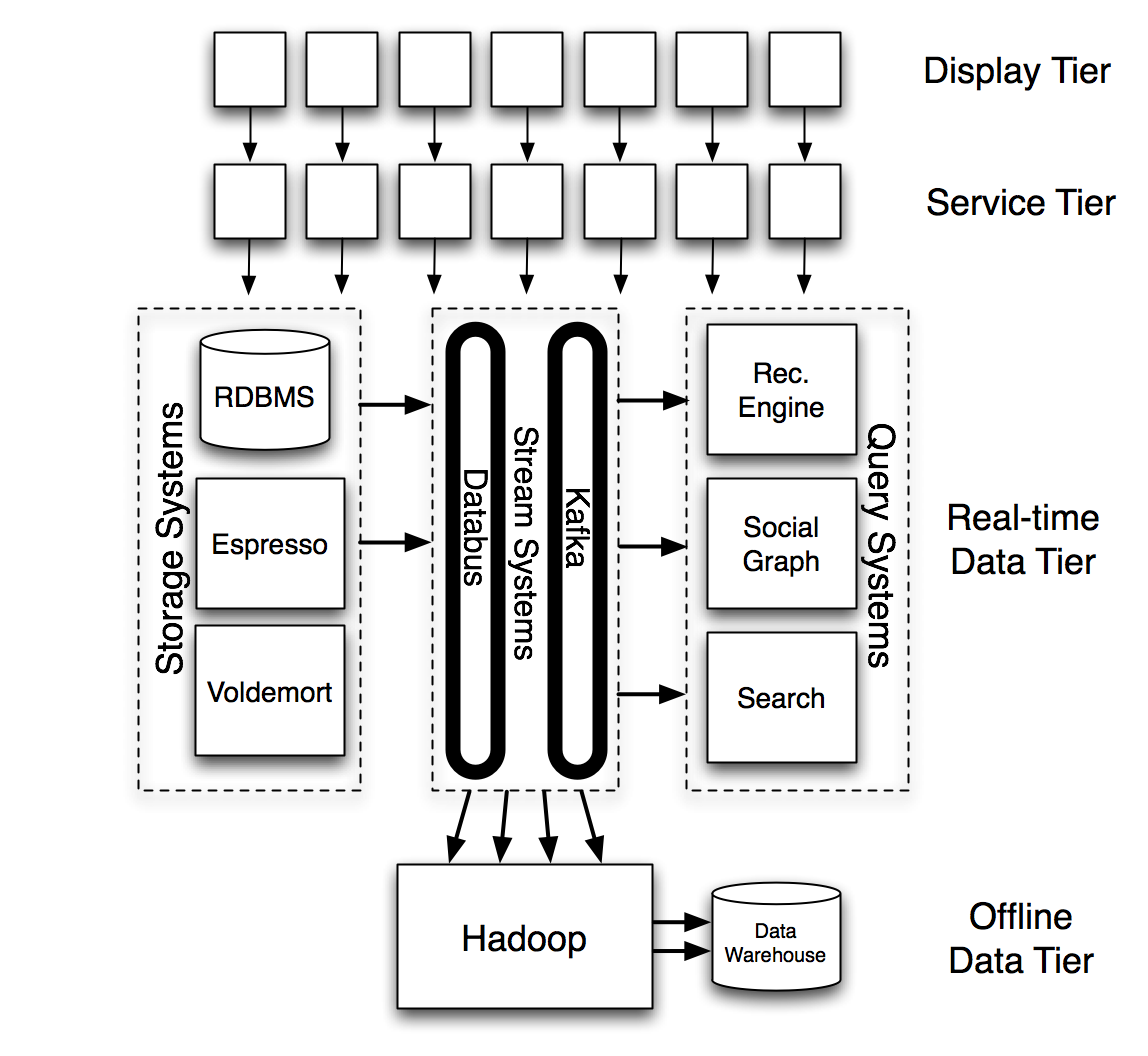 Display Tier
Service Tier
Storage Systems
RDBMS
Espresso
Voldemort
Databus
Stream Systems
Kafka
Rec.
Engine
Social
Graph
Search
Query Systems
Real-time
Data Tier
Hadoop
Data
Warehouse
Offline
Data Tier